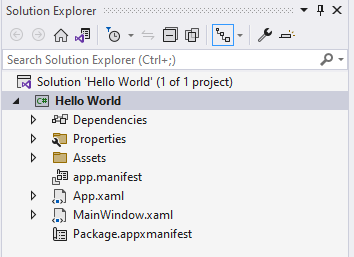 Solution Explorer
Search Solution Explorer (Ctrl+;)
Solution 'Hello World' (1 of 1 project)
C# Hello World
Dependencies
Properties
Assets
app.manifest
App.xaml
MainWindow.xaml
Package.appxmanifest